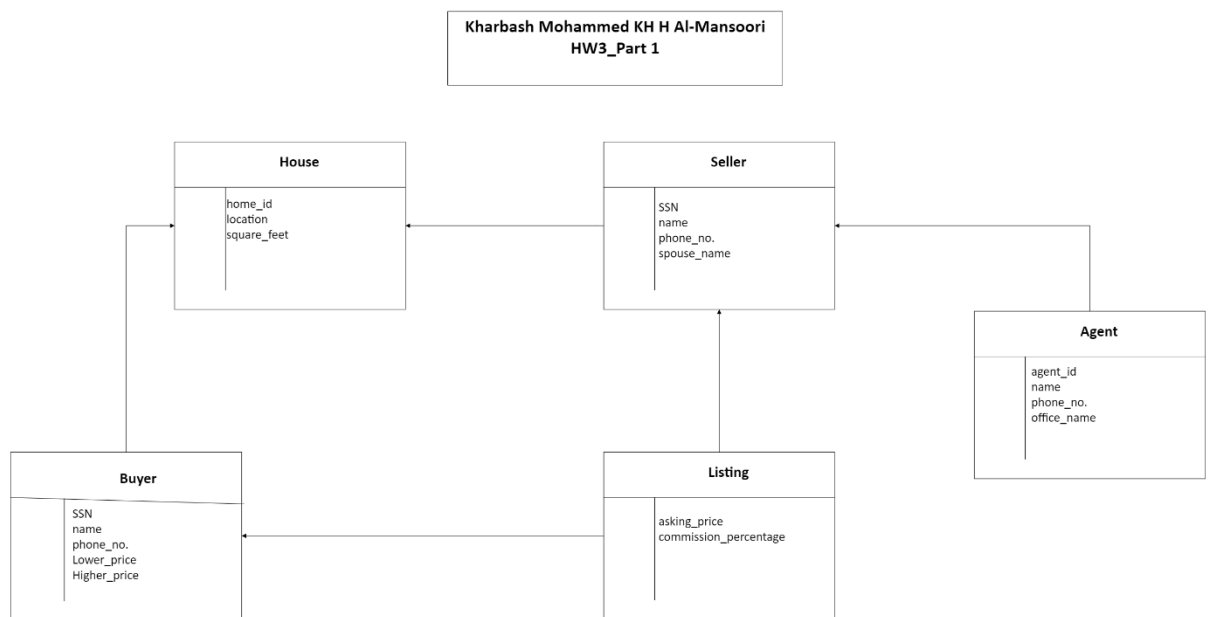 Kharbash Mohammed KH H Al-Mansoori
HW3_Part 1
House
home_id
location
square_feet
Seller
SSN
name
phone_no.
spouse_name
Agent
agent_id
name
phone_no.
office_name
Buyer
SSN
name
phone_no.
Lower_price
Higher_price
Listing
asking_price
commission_percentage